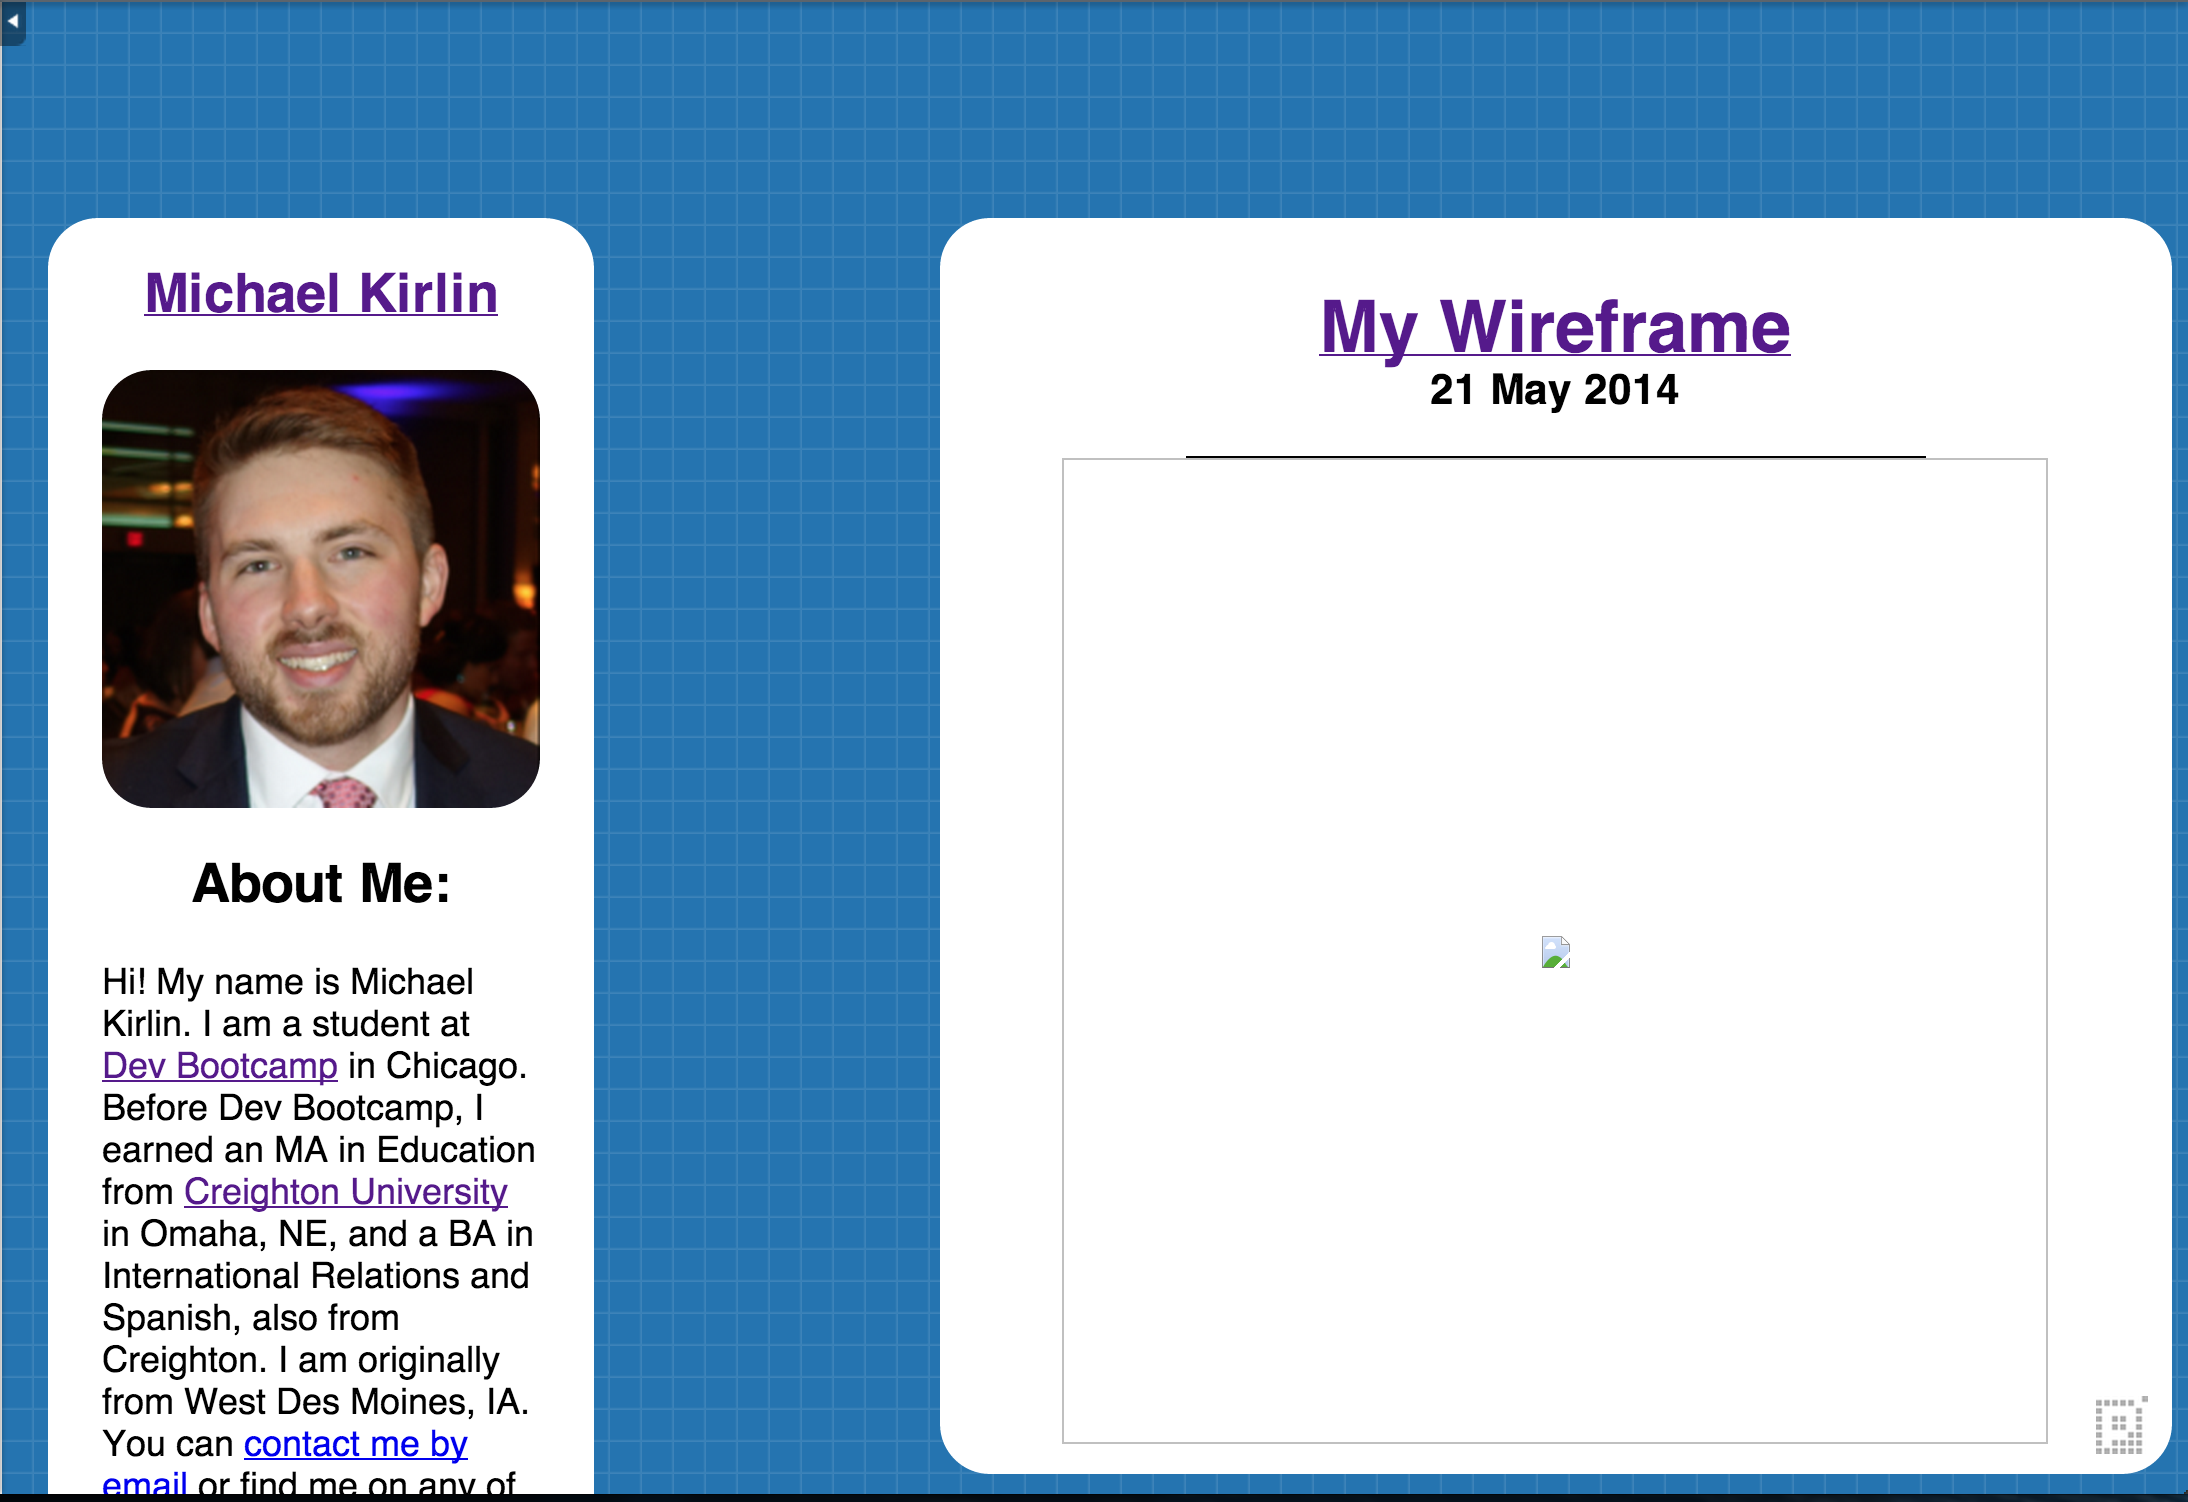 Michael Kirlin
About Me:
Hi! My name is Michael
Kirlin. I am a student at
Dev Bootcamp in Chicago.
Before Dev Bootcamp, I
earned an MA in Education
from Creighton University
in Omaha, NE, and a BA in
International Relations and
Spanish, also from
Creighton. I am originally
from West Des Moines, IA.
You can contact me by
email or find me on any of
My Wireframe
21 May 2014